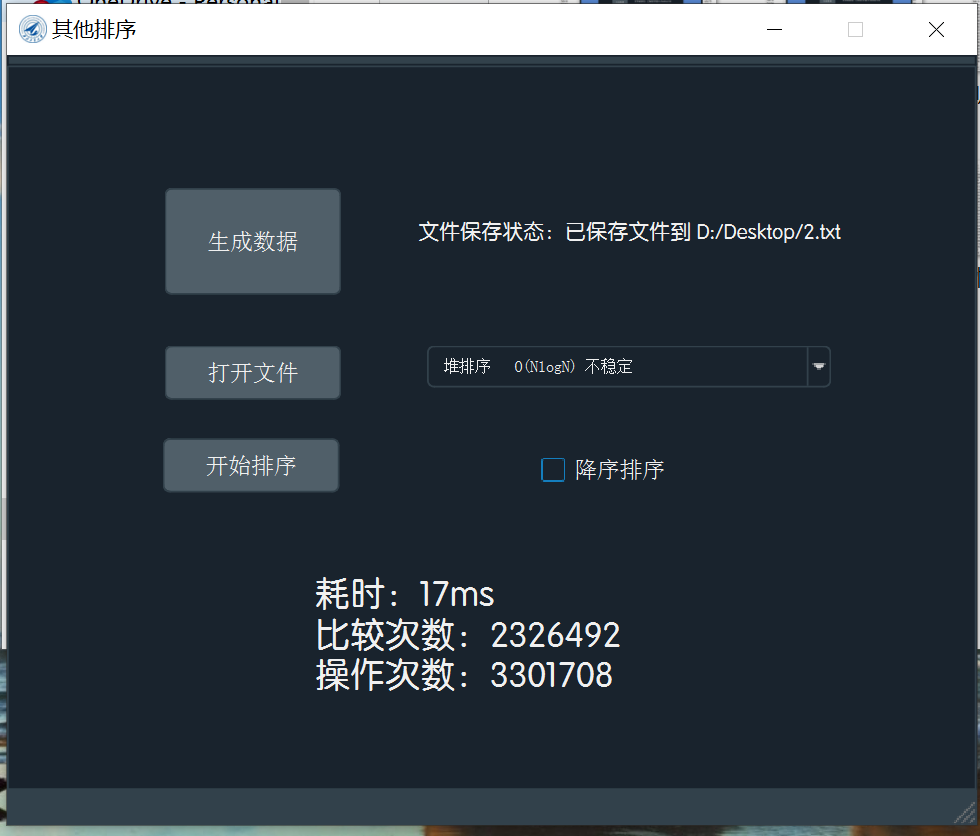 其他排序
生成数据
文件保存状态：已保存文件到 D:/Desktop/2.txt
打开文件
堆排序 O(NlogN) 不稳定
开始排序
降序排序
耗时：17ms
比较次数：2326492
操作次数：3301708